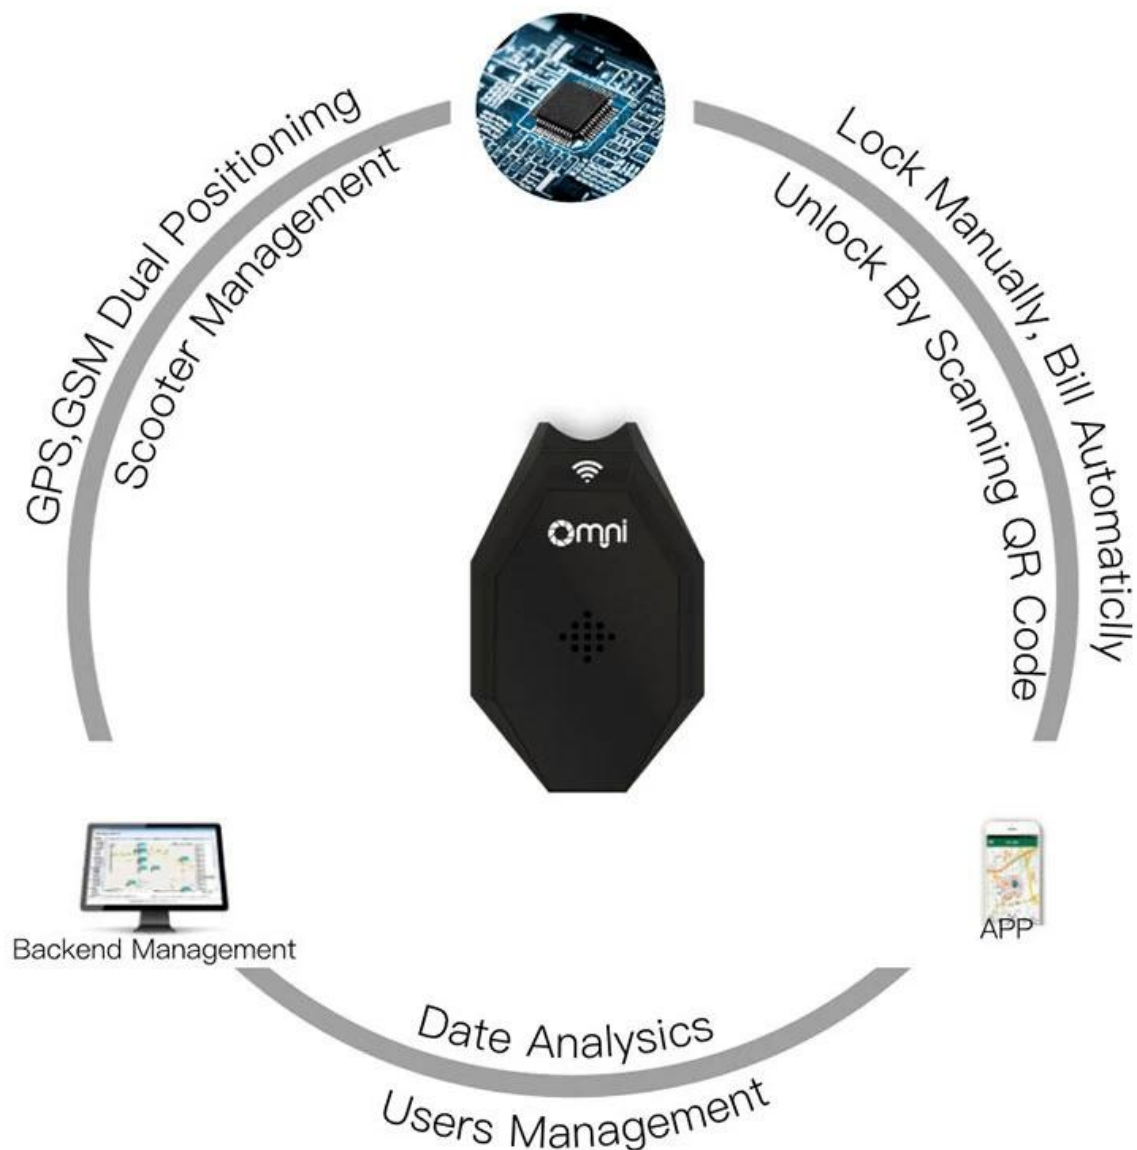 GPS,GSM Dual Positionimg
Scooter Management
Lock Manually, Bill Automaticlly
Unlock By Scanning QR Code
Omni
Backend Management
APP
Date Analysics
Users Management